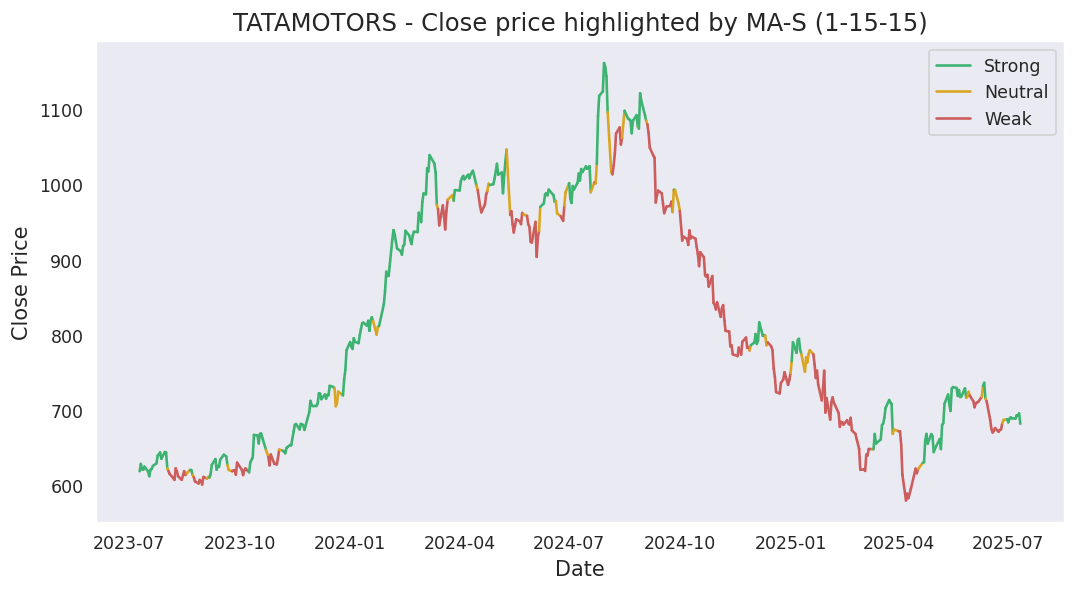 TATAMOTORS - Close price highlighted by MA-S (1-15-15)
Strong
Neutral
Weak
Close Price
1100
1000
900
800
700
600
2023-07 2023-10 2024-01 2024-04 2024-07 2024-10 2025-01 2025-04 2025-07
Date